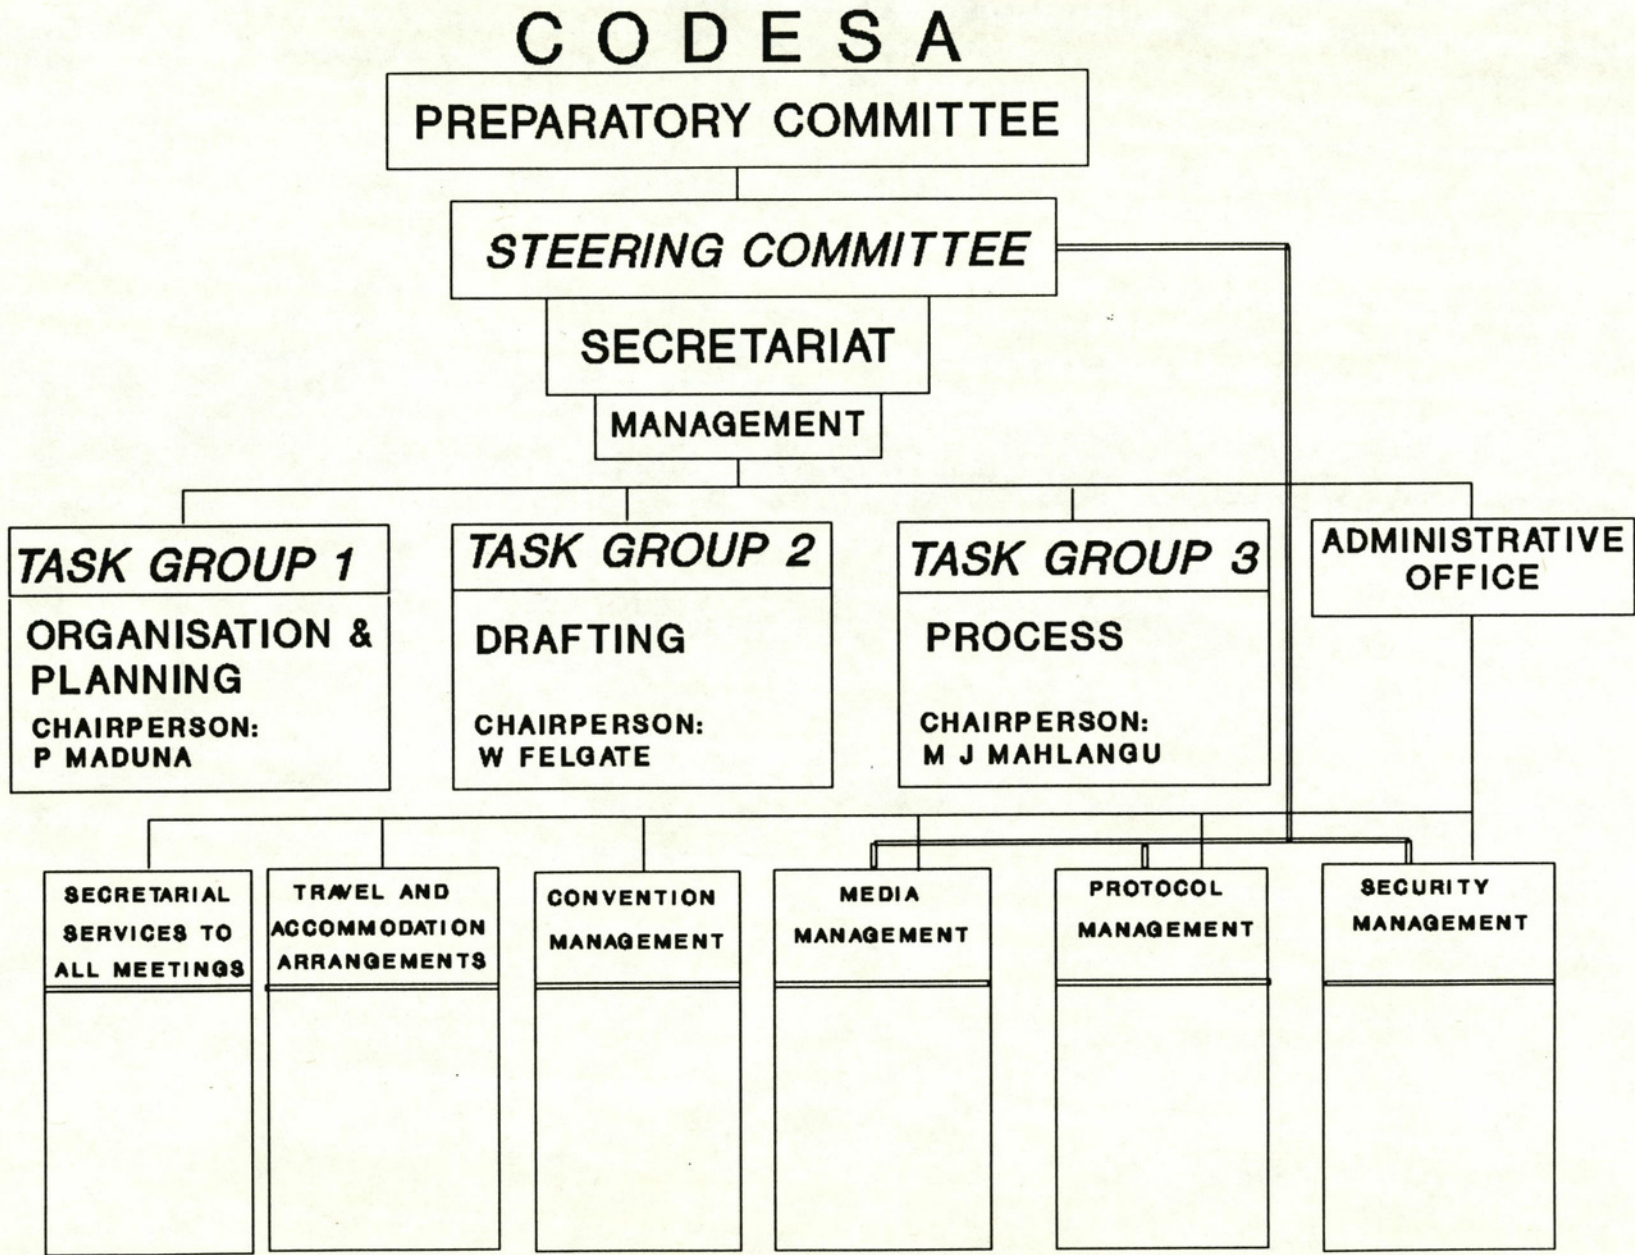 C O D E S A
PREPARATORY COMMITTEE
STEERING COMMITTEE
SECRETARIAT
MANAGEMENT
TASK GROUP 1
ORGANISATION &
PLANNING
CHAIRPERSON:
P MADUNA
TASK GROUP 2
DRAFTING
CHAIRPERSON:
W FELGATE
TASK GROUP 3
PROCESS
CHAIRPERSON:
M J MAHLANGU
ADMINISTRATIVE
OFFICE
SECRETARIAL
SERVICES TO
ALL MEETINGS
TRAVEL AND
ACCOMMODATION
ARRANGEMENTS
CONVENTION
MANAGEMENT
MEDIA
MANAGEMENT
PROTOCOL
MANAGEMENT
SECURITY
MANAGEMENT